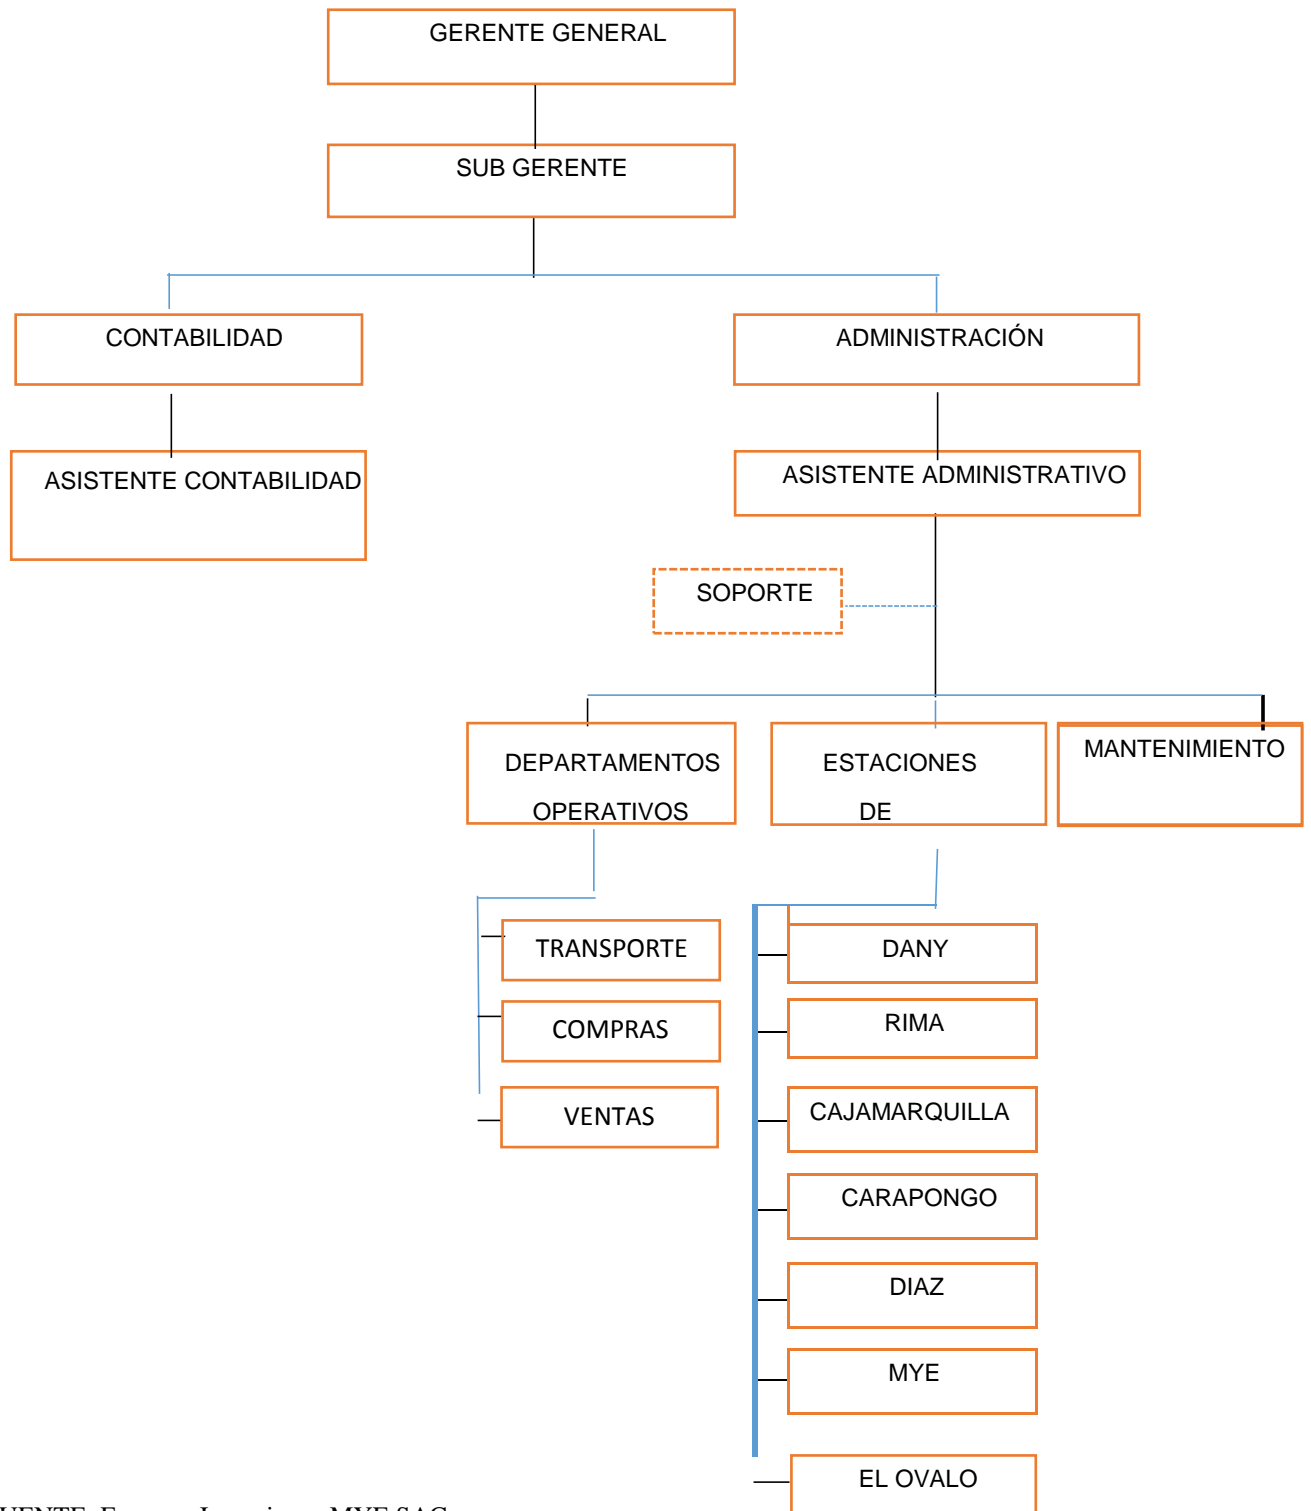 GERENTE GENERAL
SUB GERENTE
CONTABILIDAD
ADMINISTRACIÓN
ASISTENTE CONTABILIDAD
ASISTENTE ADMINISTRATIVO
SOPORTE
DEPARTAMENTOS
OPERATIVOS
ESTACIONES
DE
MANTENIMIENTO
TRANSPORTE
COMPRAS
VENTAS
DANY
RIMA
CAJAMARQUILLA
CARAPONGO
DIAZ
MYE
EL OVALO